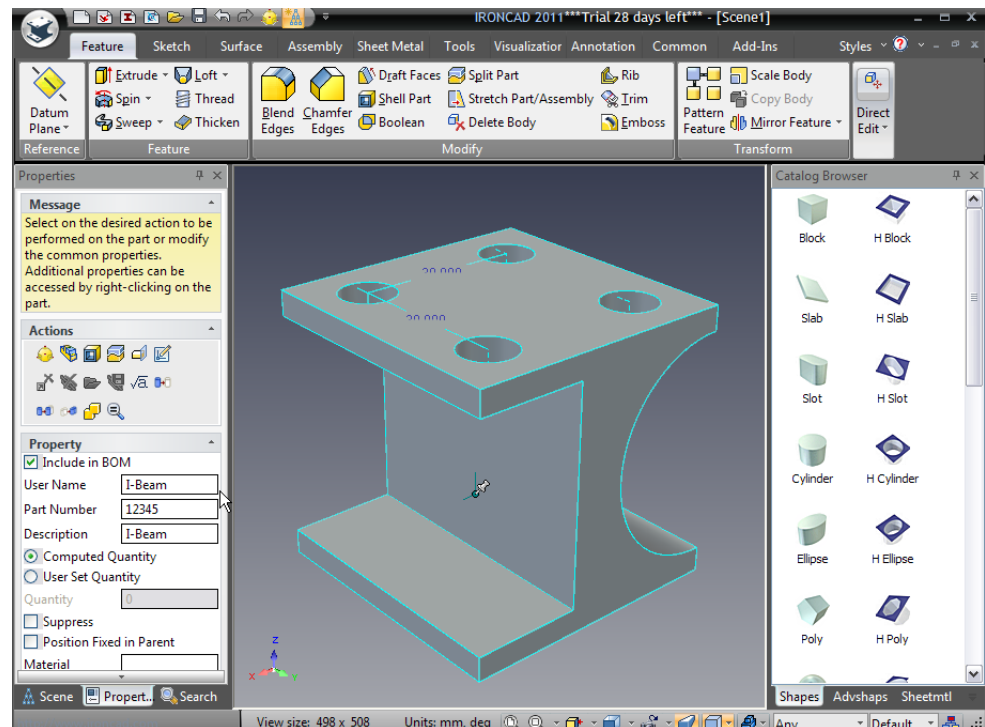 IRONCAD 2011***Trial 28 days left*** - [Scene1]
Feature Sketch Surface Assembly Sheet Metal Tools Visualization Annotation Common Add-Ins Styles
Datum Plane
Extrude Loft
Spin Thread
Sweep Thicken
Blend Edges
Chamfer Edges
Draft Faces Split Part Rib
Shell Part Stretch Part/Assembly Trim
Boolean Delete Body Emboss
Pattern Feature
Scale Body
Copy Body
Mirror Feature
Direct Edit
Reference Feature Modify Transform
Properties
Message
Select on the desired action to be
performed on the part or modify
the common properties.
Additional properties can be
accessed by right-clicking on the
part.
Actions
Property
Include in BOM
User Name I-Beam
Part Number 12345
Description I-Beam
Computed Quantity
User Set Quantity
Quantity 0
Suppress
Position Fixed in Parent
Material
Scene Propert... Search
20.000
20.000
z
x
Y
Catalog Browser
Block H Block
Slab H Slab
Slot H Slot
Cylinder H Cylinder
Ellipse H Ellipse
Poly H Poly
Shapes Advshaps Sheetmtl
View size: 498 x 508 Units: mm, deg Any Default